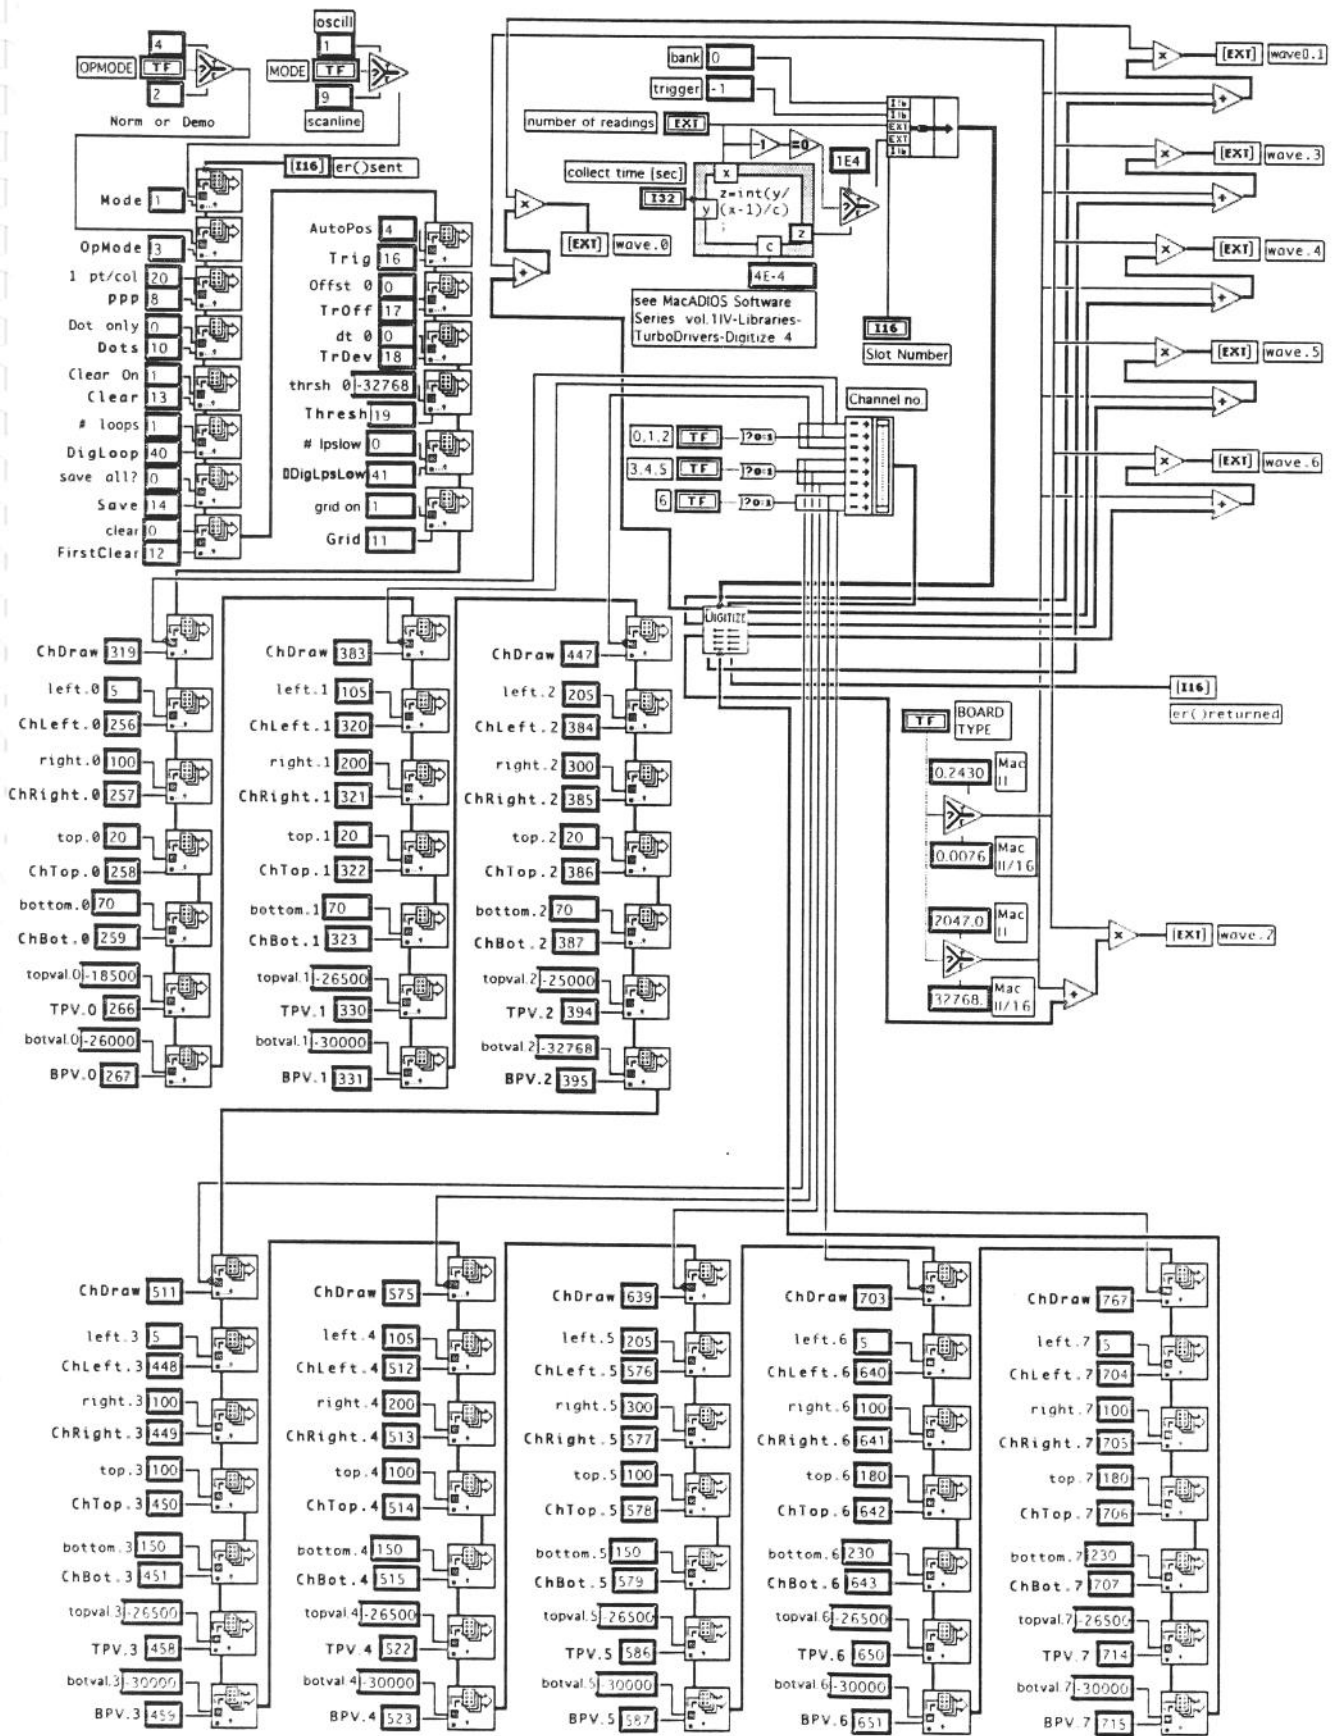 oscill
4
OPMODE TF
2
Norm or Demo
1
MODE TF
9
scanline
[I16] er()sent
Mode 1
OpMode 3
1 pt/col 20
PPP 8
Dot only 0
Dots 10
Clear On 1
Clear 13
# loops 1
DigLoop 40
save all? 0
Save 14
clear 0
FirstClear 12
AutoPos 4
Trig 16
Offst 0 0
TrOff 17
dt 0 0
TrDev 18
thrsh 0 -32768
Thresh 19
# lpslow 0
DDigLpsLow 41
grid on 1
Grid 11
bank 0
trigger -1
number of readings EXT
-1 =0
1E4
collect time [sec]
I32
x
y
z=int(y/
(x-1)/c)
z
c
4E-4
[EXT] wave.0
see MacADIOS Software
Series vol.1IV-Libraries-
TurboDrivers-Digitize 4
EXT
EXT
I16
Slot Number
Channel no.
0,1,2 TF )?0:1
3,4,5 TF )?0:1
6 TF )?0:1
DIGITIZE
[EXT] wave0.1
[EXT] wave.3
[EXT] wave.4
[EXT] wave.5
[EXT] wave.6
[I16]
er()returned
TF BOARD
TYPE
0.2430 Mac
II
0.0076 Mac
II/16
2047.0 Mac
II
32768. Mac
II/16
[EXT] wave.7
ChDraw 319
left.0 5
ChLeft.0 256
right.0 100
ChRight.0 257
top.0 20
ChTop.0 258
bottom.0 70
ChBot.0 259
topval.0 -18500
TPV.0 266
botval.0 -26000
BPV.0 267
ChDraw 383
left.1 105
ChLeft.1 320
right.1 200
ChRight.1 321
top.1 20
ChTop.1 322
bottom.1 70
ChBot.1 323
topval.1 -26500
TPV.1 330
botval.1 -30000
BPV.1 331
ChDraw 447
left.2 205
ChLeft.2 384
right.2 300
ChRight.2 385
top.2 20
ChTop.2 386
bottom.2 70
ChBot.2 387
topval.2 -25000
TPV.2 394
botval.2 -32768
BPV.2 395
ChDraw 511
left.3 5
ChLeft.3 448
right.3 100
ChRight.3 449
top.3 100
ChTop.3 450
bottom.3 150
ChBot.3 451
topval.3 -26500
TPV.3 458
botval.3 -30000
BPV.3 459
ChDraw 575
left.4 105
ChLeft.4 512
right.4 200
ChRight.4 513
top.4 100
ChTop.4 514
bottom.4 150
ChBot.4 515
topval.4 -26500
TPV.4 522
botval.4 -30000
BPV.4 523
ChDraw 639
left.5 205
ChLeft.5 576
right.5 300
ChRight.5 577
top.5 100
ChTop.5 578
bottom.5 150
ChBot.5 579
topval.5 -26500
TPV.5 586
botval.5 -30000
BPV.5 587
ChDraw 703
left.6 5
ChLeft.6 640
right.6 100
ChRight.6 641
top.6 180
ChTop.6 642
bottom.6 230
ChBot.6 643
topval.6 -26500
TPV.6 650
botval.6 -30000
BPV.6 651
ChDraw 767
left.7 5
ChLeft.7 704
right.7 100
ChRight.7 705
top.7 180
ChTop.7 706
bottom.7 230
ChBot.7 707
topval.7 -26500
TPV.7 714
botval.7 -30000
BPV.7 715